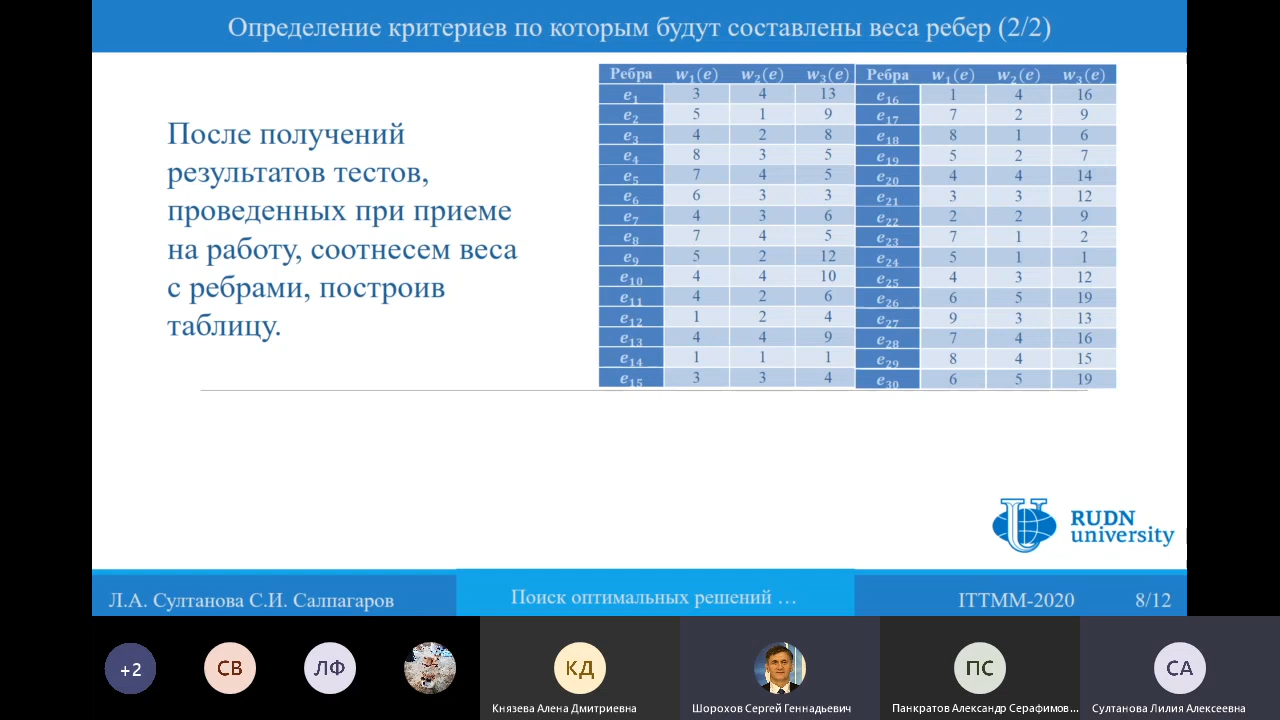 Определение критериев по которым будут составлены веса ребер (2/2)
После получений
результатов тестов,
проведенных при приеме
на работу, соотнесем веса
с ребрами, построив
таблицу.
Ребра w₁(e) w₂(e) w₃(e) Ребра w₁(e) w₂(e) w₃(e)
e₁ 3 4 13 e₁₆ 1 4 16
e₂ 5 1 9 e₁₇ 7 2 9
e₃ 4 2 8 e₁₈ 8 1 6
e₄ 8 3 5 e₁₉ 5 2 7
e₅ 7 4 5 e₂₀ 4 4 14
e₆ 6 3 3 e₂₁ 3 3 12
e₇ 4 3 6 e₂₂ 2 2 9
e₈ 7 4 5 e₂₃ 7 1 2
e₉ 5 2 12 e₂₄ 5 1 1
e₁₀ 4 4 10 e₂₅ 4 3 12
e₁₁ 4 2 6 e₂₆ 6 5 19
e₁₂ 1 2 4 e₂₇ 9 3 13
e₁₃ 4 4 9 e₂₈ 7 4 16
e₁₄ 1 1 1 e₂₉ 8 4 15
e₁₅ 3 3 4 e₃₀ 6 5 19
RUDN
university
Л.А. Султанова С.И. Салпагаров Поиск оптимальных решений … ITTMM-2020 8/12
+2 СВ ЛФ КД ПС СА
Князева Алена Дмитриевна Шорохов Сергей Геннадьевич Панкратов Александр Серафимов... Султанова Лилия Алексеевна